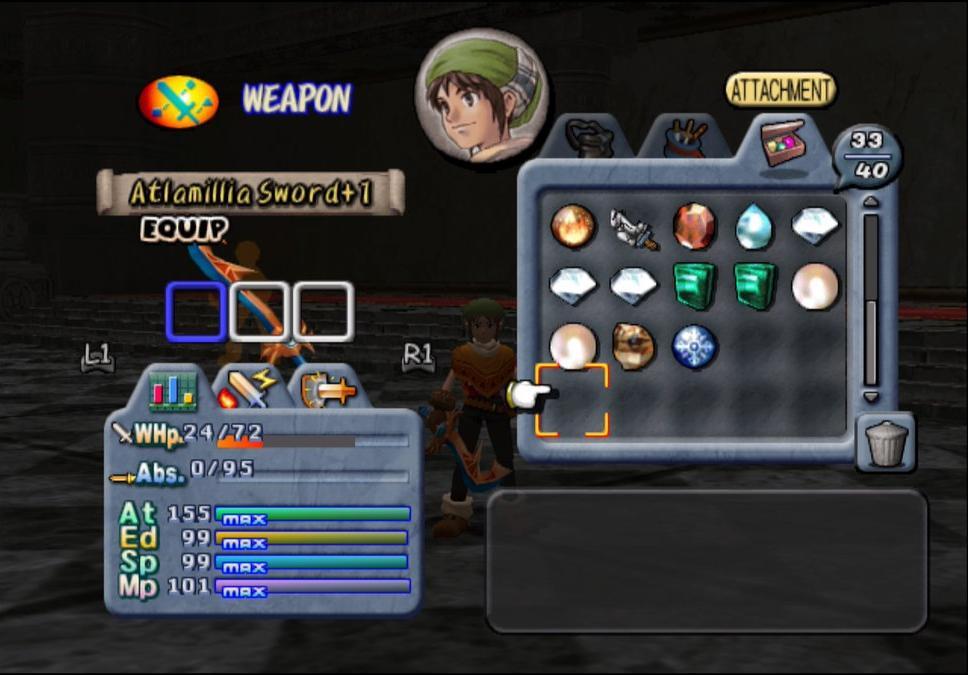 WEAPON
ATTACHMENT
33
40
Atlamillia Sword+1
EQUIP
L1
R1
WHp. 24/72
Abs. 0/95
At 155 MAX
Ed 99 MAX
Sp 99 MAX
Mp 101 MAX